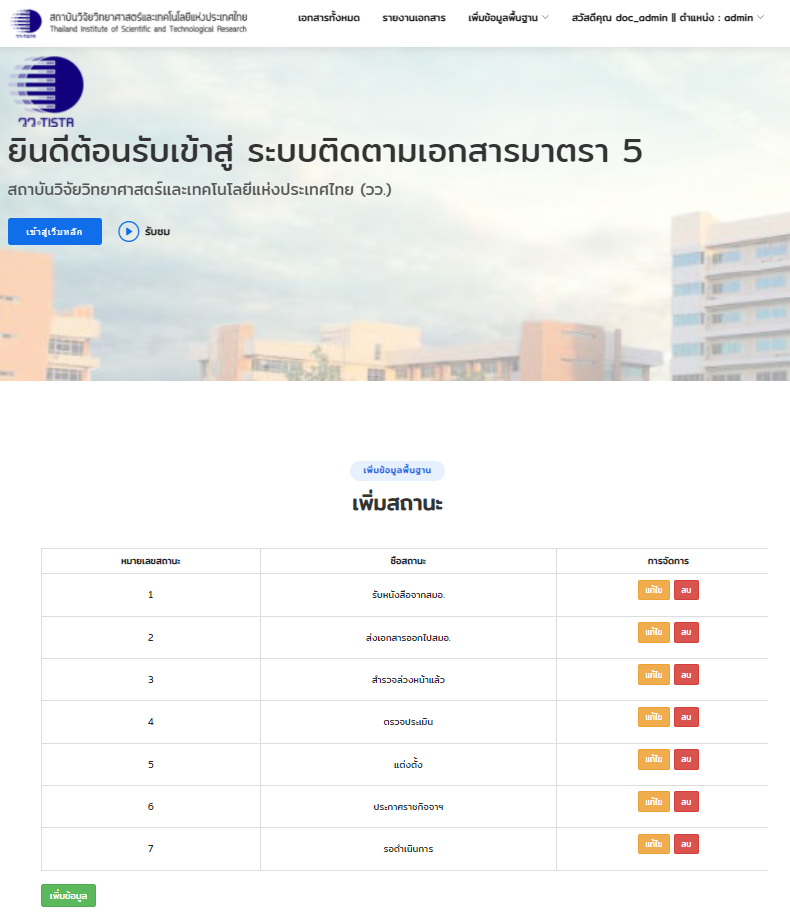 วว.TISTR
สถาบันวิจัยวิทยาศาสตร์และเทคโนโลยีแห่งประเทศไทย
Thailand Institute of Scientific and Technological Research
เอกสารทั้งหมด รายงานเอกสาร เพิ่มข้อมูลพื้นฐาน สวัสดีคุณ doc_admin || ตำแหน่ง : admin
วว.TISTR
ยินดีต้อนรับเข้าสู่ ระบบติดตามเอกสารมาตรา 5
สถาบันวิจัยวิทยาศาสตร์และเทคโนโลยีแห่งประเทศไทย (วว.)
เข้าสู่เว็บหลัก รับชม
เพิ่มข้อมูลพื้นฐาน
เพิ่มสถานะ
หมายเลขสถานะ ชื่อสถานะ การจัดการ
1 รับหนังสือจากสมอ. แก้ไข ลบ
2 ส่งเอกสารออกไปสมอ. แก้ไข ลบ
3 สำรวจล่วงหน้าแล้ว แก้ไข ลบ
4 ตรวจประเมิน แก้ไข ลบ
5 แต่งตั้ง แก้ไข ลบ
6 ประกาศราชกิจจาฯ แก้ไข ลบ
7 รอดำเนินการ แก้ไข ลบ
เพิ่มข้อมูล